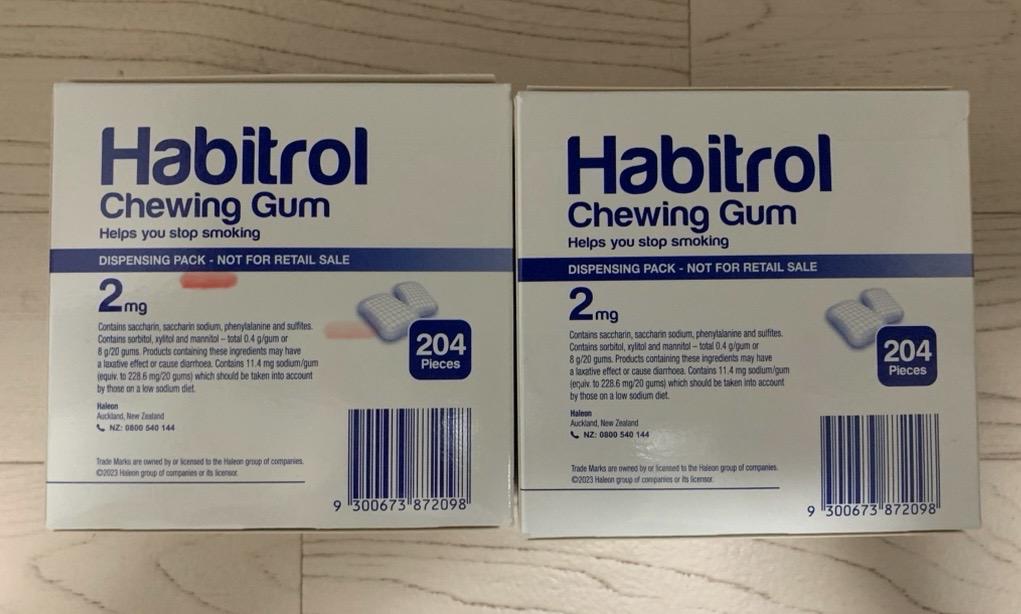 Habitrol
Chewing Gum
Helps you stop smoking
DISPENSING PACK - NOT FOR RETAIL SALE
2mg
Contains saccharin, saccharin sodium, phenylalanine and sulfites.
Contains sorbitol, xylitol and mannitol – total 0.4 g/gum or
8 g/20 gums. Products containing these ingredients may have
a laxative effect or cause diarrhoea. Contains 11.4 mg sodium/gum
(equiv. to 228.6 mg/20 gums) which should be taken into account
by those on a low sodium diet.
204
Pieces
Haleon
Auckland, New Zealand
NZ: 0800 540 144
Trade Marks are owned by or licensed to the Haleon group of companies.
©2023 Haleon group of companies or its licensor.
9 300673 872098
Habitrol
Chewing Gum
Helps you stop smoking
DISPENSING PACK - NOT FOR RETAIL SALE
2mg
Contains saccharin, saccharin sodium, phenylalanine and sulfites.
Contains sorbitol, xylitol and mannitol – total 0.4 g/gum or
8 g/20 gums. Products containing these ingredients may have
a laxative effect or cause diarrhoea. Contains 11.4 mg sodium/gum
(equiv. to 228.6 mg/20 gums) which should be taken into account
by those on a low sodium diet.
204
Pieces
Haleon
Auckland, New Zealand
NZ: 0800 540 144
Trade Marks are owned by or licensed to the Haleon group of companies.
©2023 Haleon group of companies or its licensor.
9 300673 872098